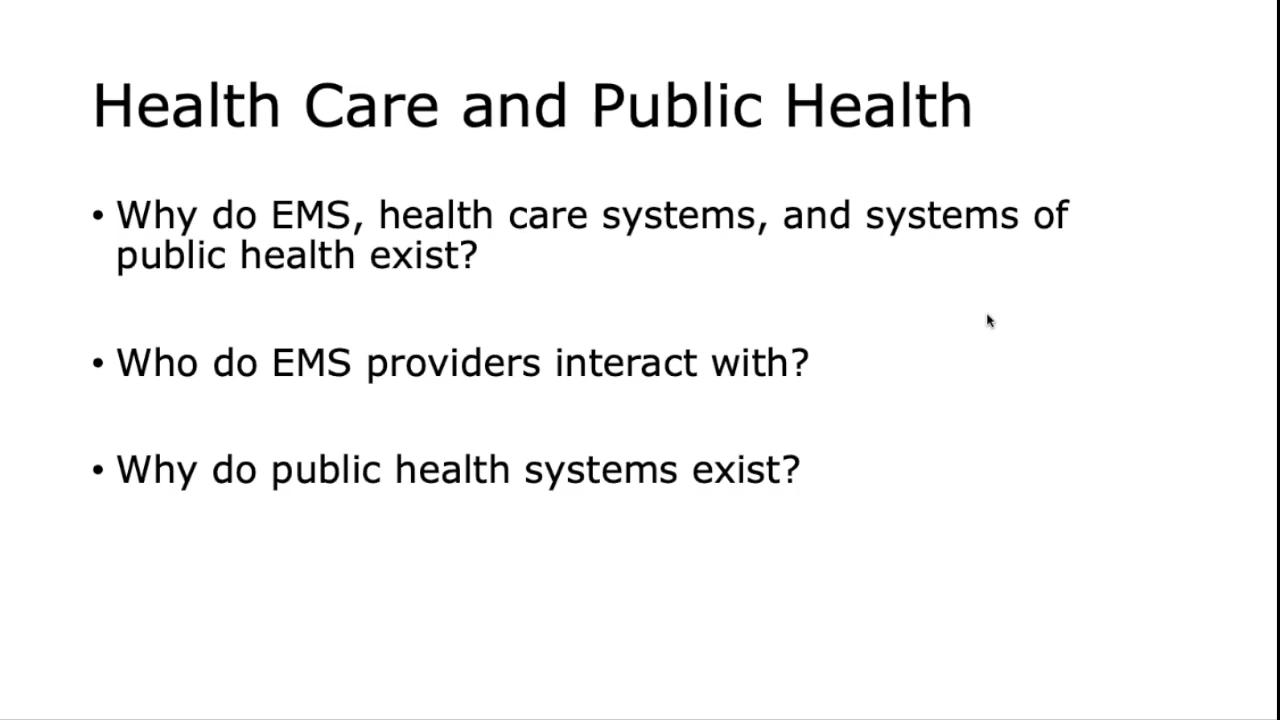 Health Care and Public Health
• Why do EMS, health care systems, and systems of
public health exist?
• Who do EMS providers interact with?
• Why do public health systems exist?